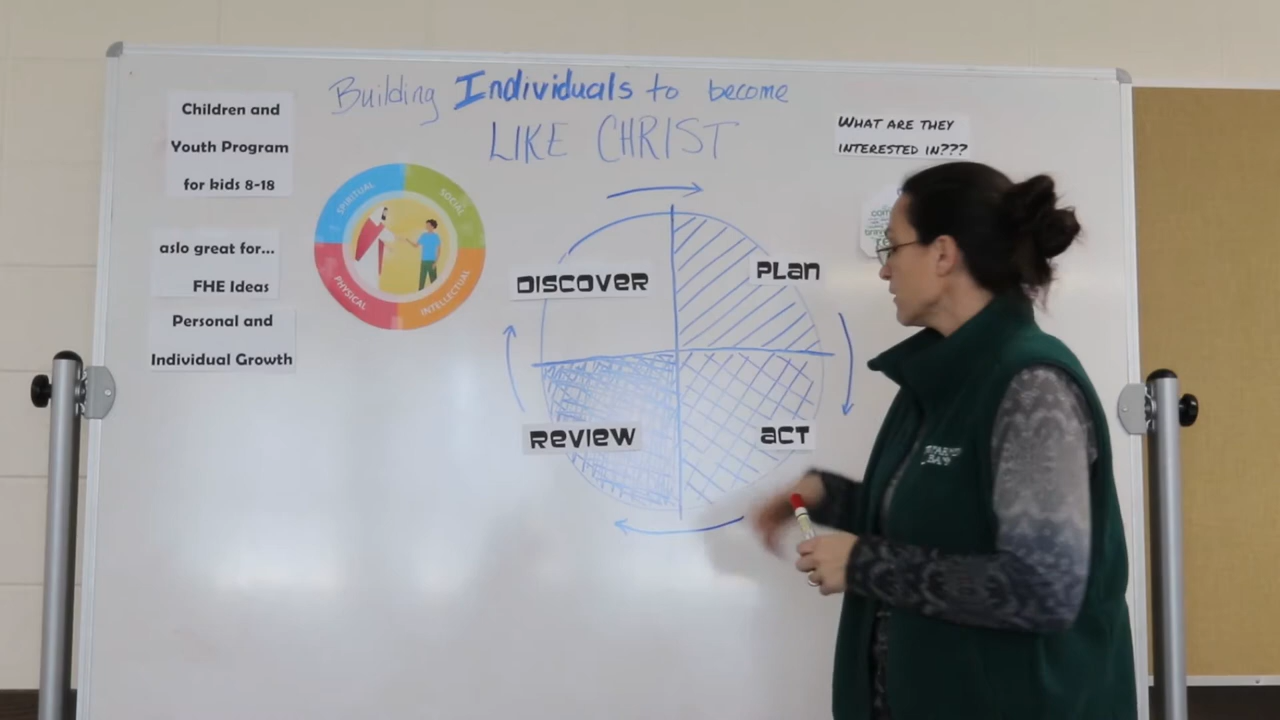 Building Individuals to become
LIKE CHRIST
Children and
Youth Program
for kids 8-18
aslo great for...
FHE Ideas
Personal and
Individual Growth
SPIRITUAL
SOCIAL
PHYSICAL
INTELLECTUAL
WHAT ARE THEY
INTERESTED IN???
DISCOVER
PLAN
REVIEW
ACT